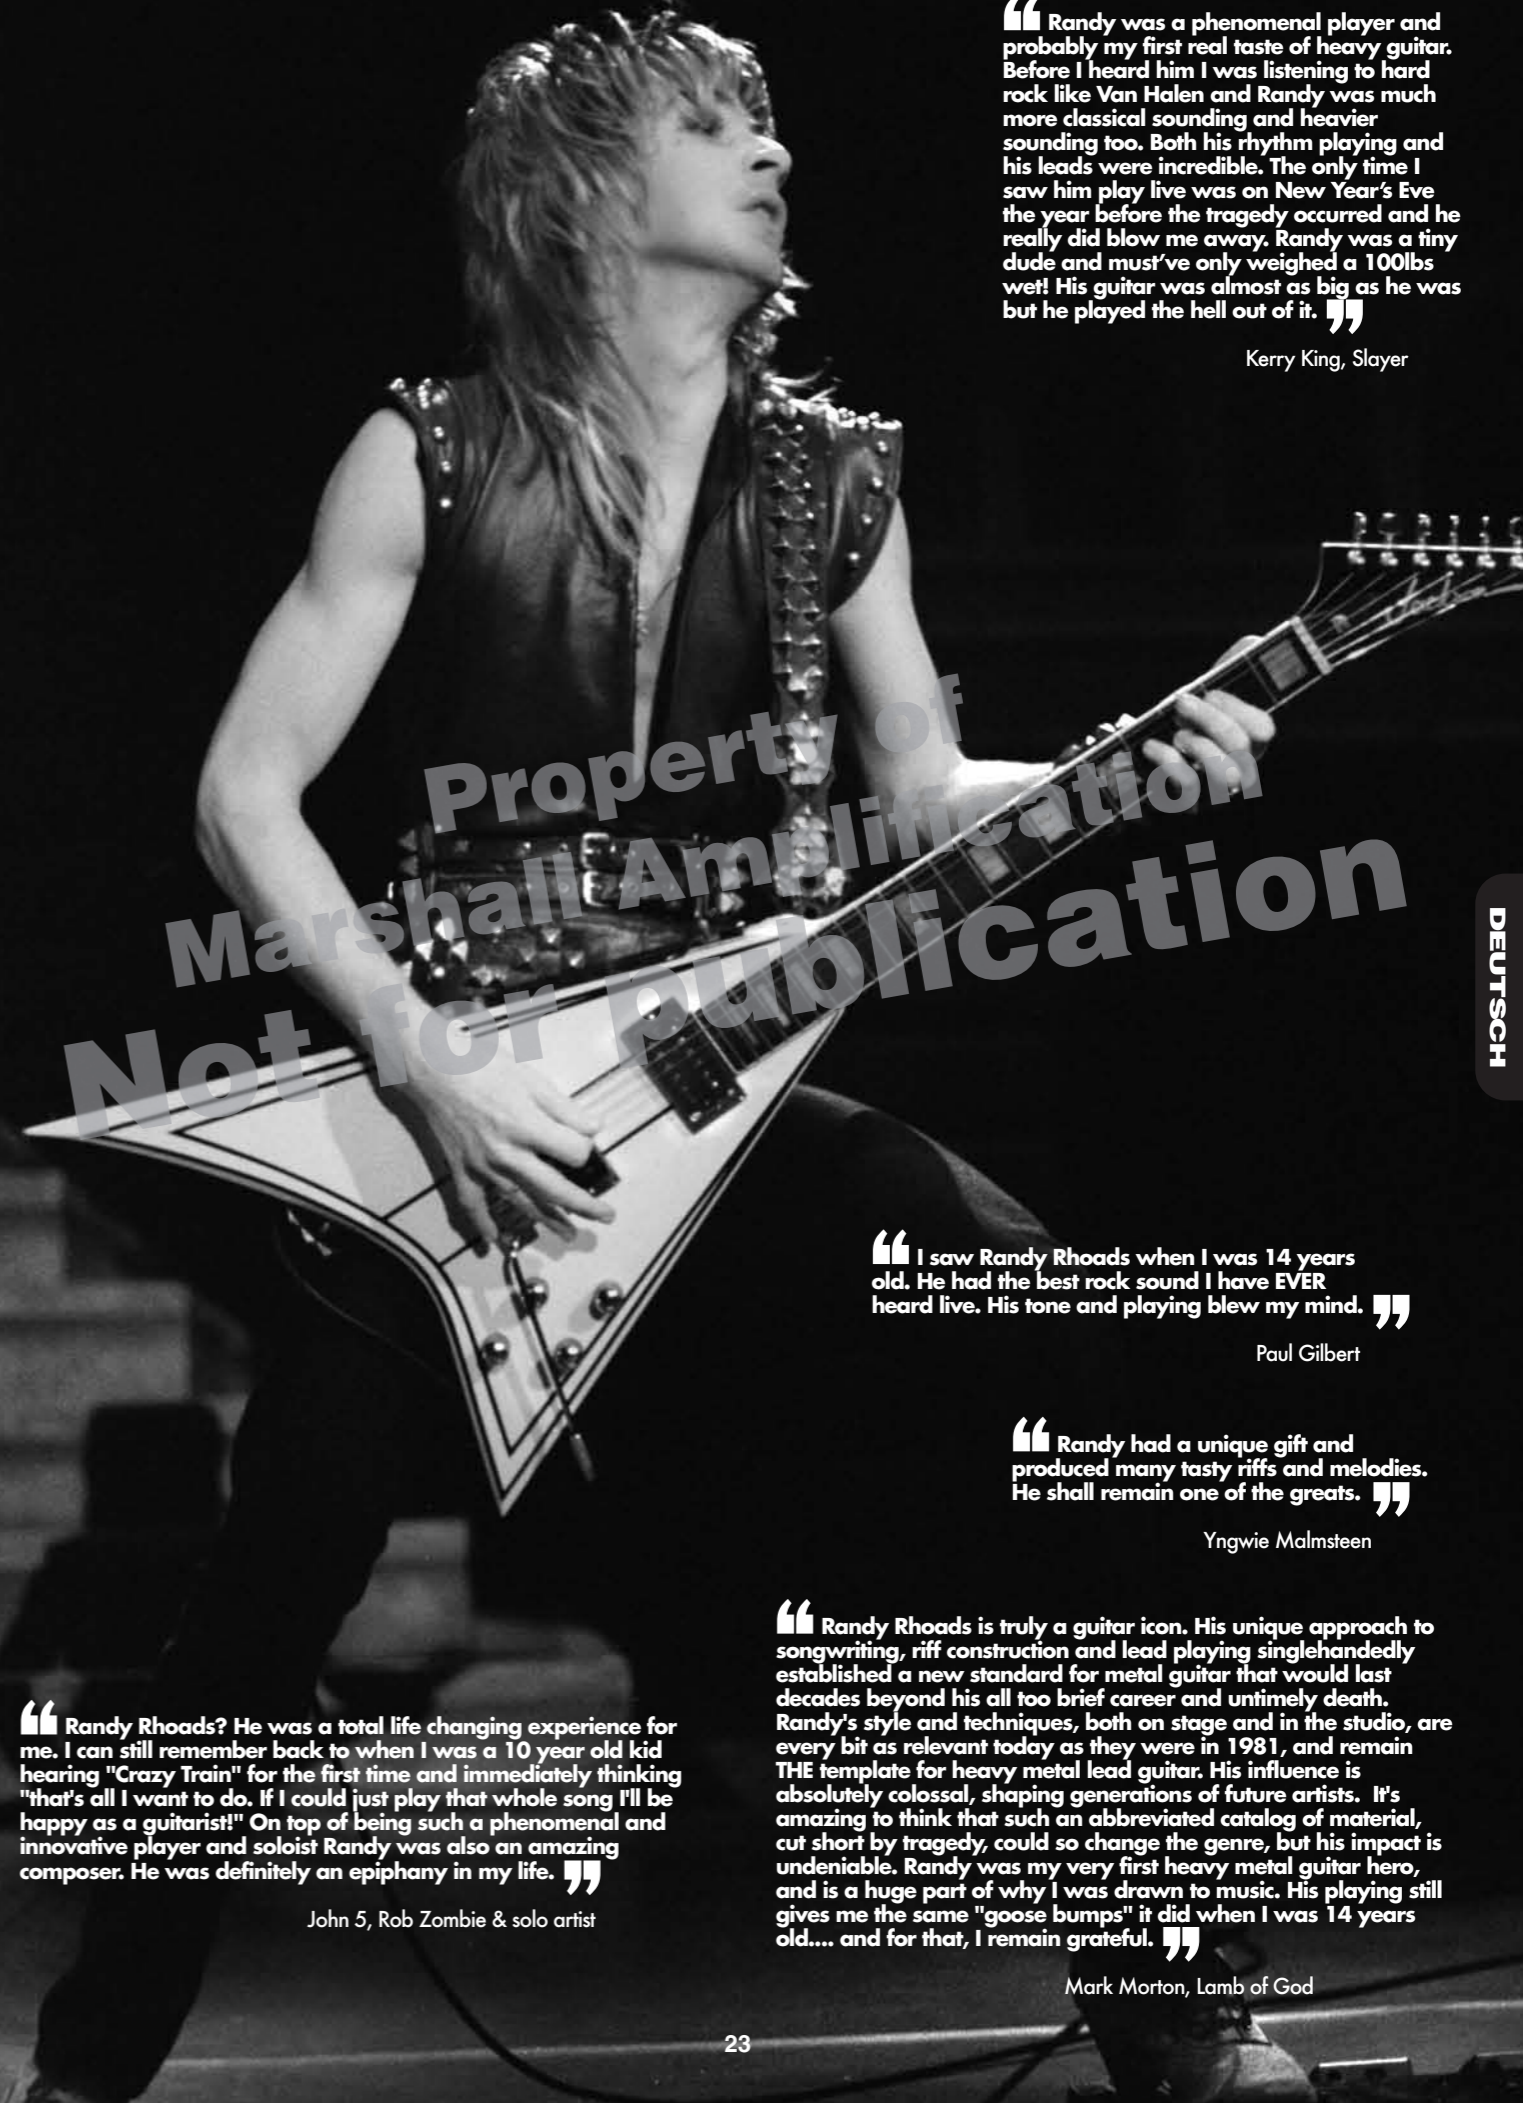 “ Randy was a phenomenal player and
probably my first real taste of heavy guitar.
Before I heard him I was listening to hard
rock like Van Halen and Randy was much
more classical sounding and heavier
sounding too. Both his rhythm playing and
his leads were incredible. The only time I
saw him play live was on New Year’s Eve
the year before the tragedy occurred and he
really did blow me away. Randy was a tiny
dude and must’ve only weighed a 100lbs
wet! His guitar was almost as big as he was
but he played the hell out of it. ”
Kerry King, Slayer
Jackson
Property of
Marshall Amplification
Not for publication
DEUTSCH
“ I saw Randy Rhoads when I was 14 years
old. He had the best rock sound I have EVER
heard live. His tone and playing blew my mind. ”
Paul Gilbert
“ Randy had a unique gift and
produced many tasty riffs and melodies.
He shall remain one of the greats. ”
Yngwie Malmsteen
“ Randy Rhoads is truly a guitar icon. His unique approach to
songwriting, riff construction and lead playing singlehandedly
established a new standard for metal guitar that would last
decades beyond his all too brief career and untimely death.
Randy's style and techniques, both on stage and in the studio, are
every bit as relevant today as they were in 1981, and remain
THE template for heavy metal lead guitar. His influence is
absolutely colossal, shaping generations of future artists.  It's
amazing to think that such an abbreviated catalog of material,
cut short by tragedy, could so change the genre, but his impact is
undeniable. Randy was my very first heavy metal guitar hero,
and is a huge part of why I was drawn to music. His playing still
gives me the same "goose bumps" it did when I was 14 years
old.... and for that, I remain grateful. ”
Mark Morton, Lamb of God
“ Randy Rhoads? He was a total life changing experience for
me. I can still remember back to when I was a 10 year old kid
hearing "Crazy Train" for the first time and immediately thinking
"that's all I want to do. If I could just play that whole song I'll be
happy as a guitarist!" On top of being such a phenomenal and
innovative player and soloist Randy was also an amazing
composer. He was definitely an epiphany in my life. ”
John 5, Rob Zombie & solo artist
23